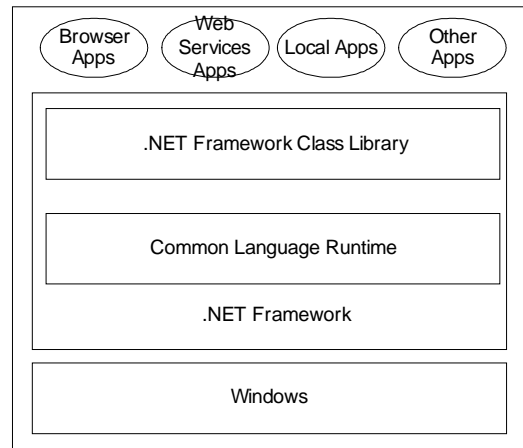 Browser
Apps
Web
Services
Apps
Local Apps
Other
Apps
.NET Framework Class Library
Common Language Runtime
.NET Framework
Windows